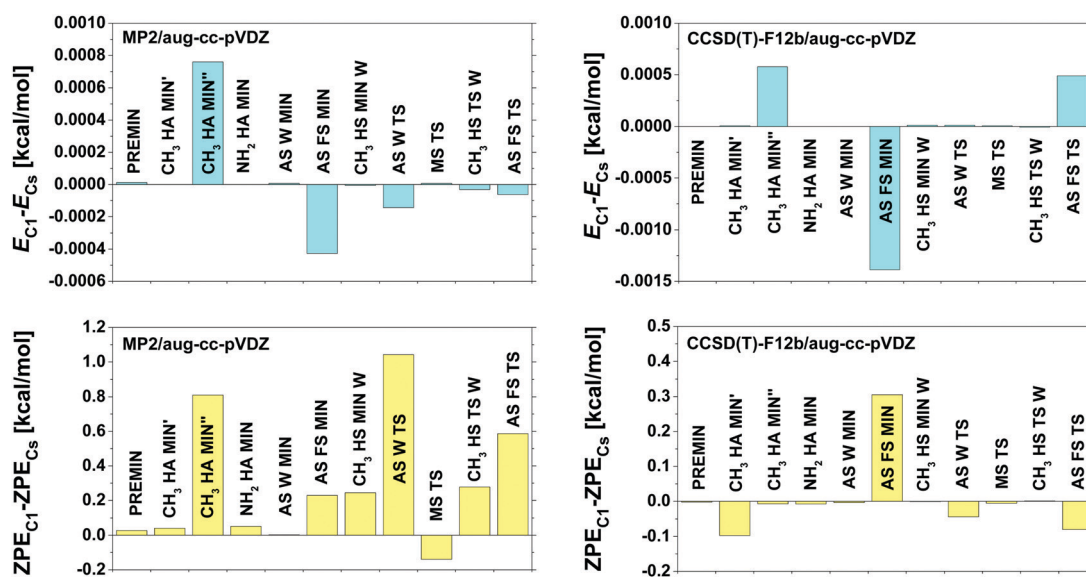 MP2/aug-cc-pVDZ
E_C1-E_Cs [kcal/mol]
0.0010
0.0008
0.0006
0.0004
0.0002
0.0000
-0.0002
-0.0004
-0.0006
PREMIN
CH₃ HA MIN'
CH₃ HA MIN"
NH₂ HA MIN
AS W MIN
AS FS MIN
CH₃ HS MIN W
AS W TS
MS TS
CH₃ HS TS W
AS FS TS
CCSD(T)-F12b/aug-cc-pVDZ
E_C1-E_Cs [kcal/mol]
0.0010
0.0005
0.0000
-0.0005
-0.0010
-0.0015
PREMIN
CH₃ HA MIN'
CH₃ HA MIN"
NH₂ HA MIN
AS W MIN
AS FS MIN
CH₃ HS MIN W
AS W TS
MS TS
CH₃ HS TS W
AS FS TS
MP2/aug-cc-pVDZ
ZPE_C1-ZPE_Cs [kcal/mol]
1.2
1.0
0.8
0.6
0.4
0.2
0.0
-0.2
PREMIN
CH₃ HA MIN'
CH₃ HA MIN"
NH₂ HA MIN
AS W MIN
AS FS MIN
CH₃ HS MIN W
AS W TS
MS TS
CH₃ HS TS W
AS FS TS
CCSD(T)-F12b/aug-cc-pVDZ
ZPE_C1-ZPE_Cs [kcal/mol]
0.5
0.4
0.3
0.2
0.1
0.0
-0.1
-0.2
PREMIN
CH₃ HA MIN'
CH₃ HA MIN"
NH₂ HA MIN
AS W MIN
AS FS MIN
CH₃ HS MIN W
AS W TS
MS TS
CH₃ HS TS W
AS FS TS